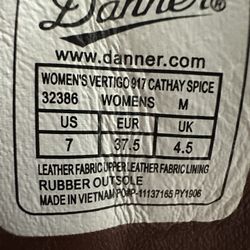 Danner®
www.danner.com
WOMEN'S VERTIGO 917 CATHAY SPICE
32386 WOMENS M
US EUR UK
7 37.5 4.5
LEATHER FABRIC UPPER LEATHER FABRIC LINING
RUBBER OUTSOLE
MADE IN VIETNAM PO#P-11137165 PY1906